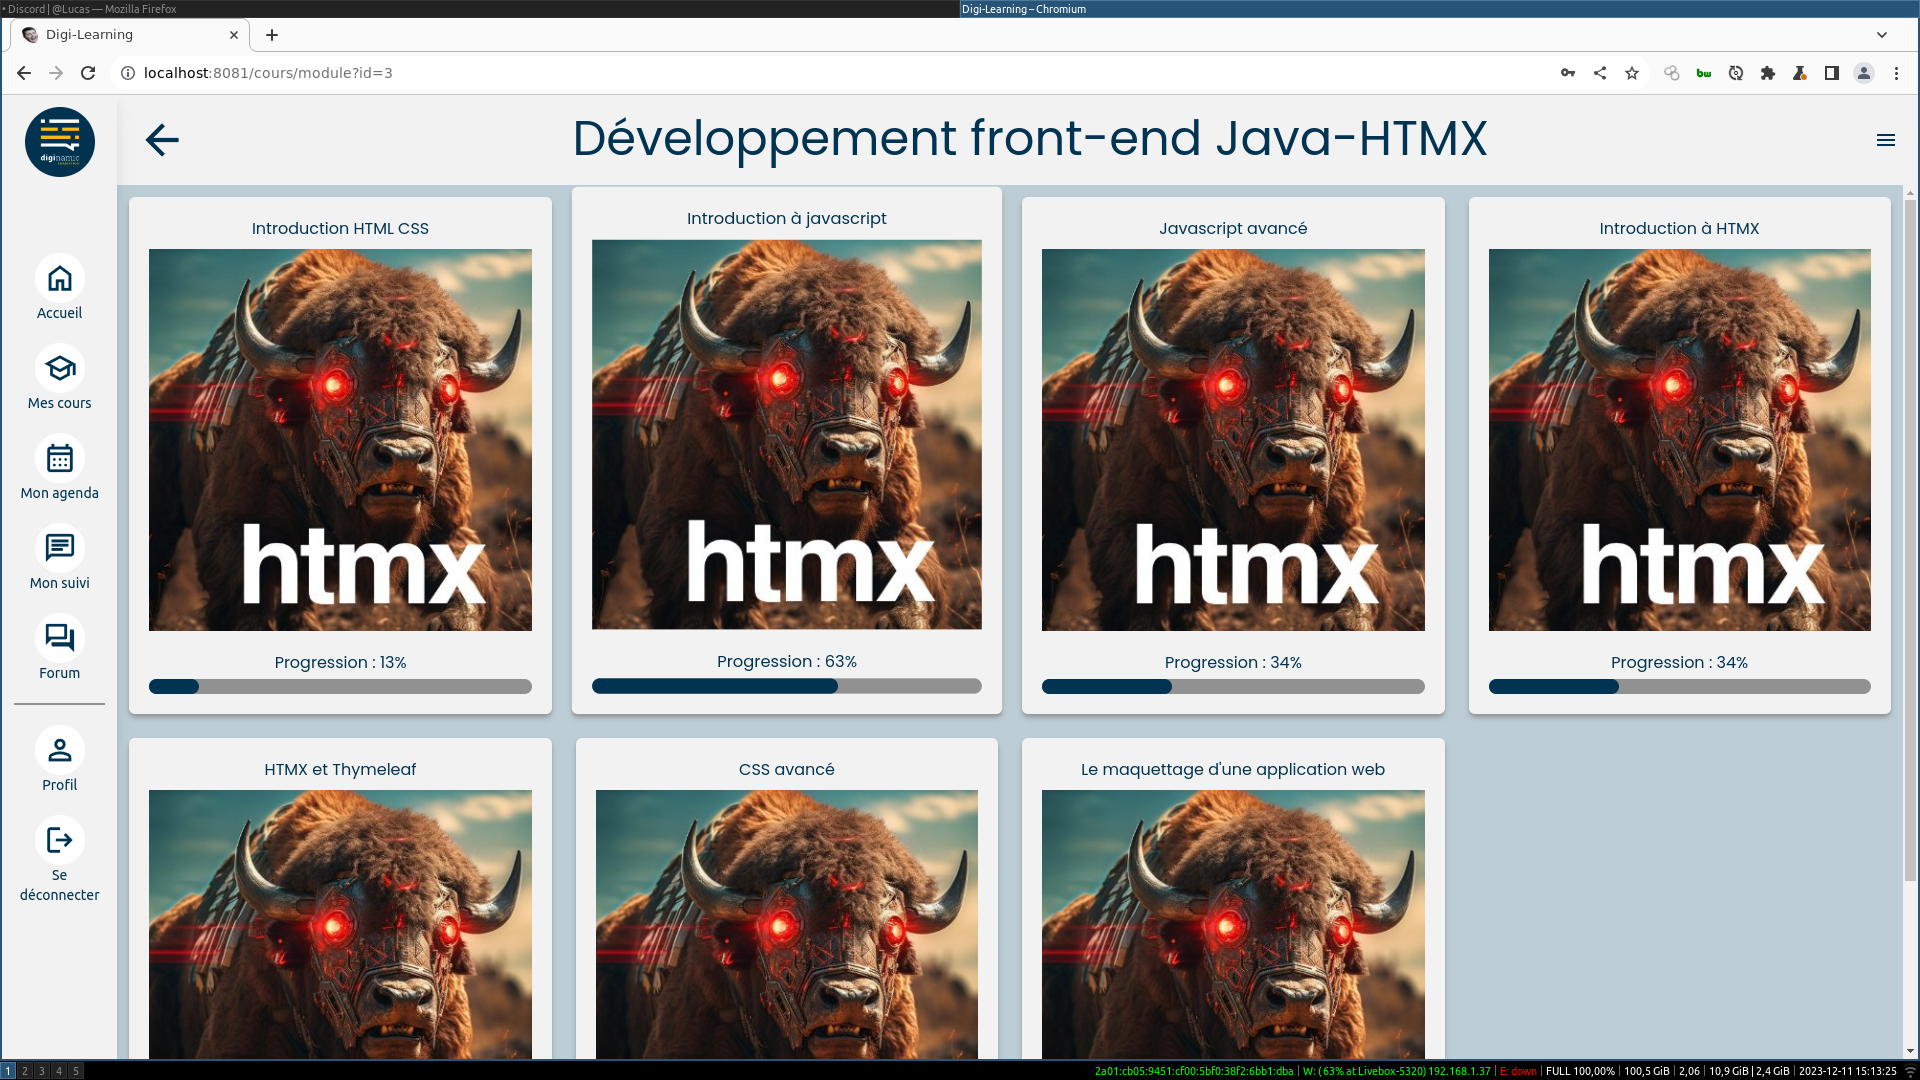 • Discord | @Lucas — Mozilla Firefox
Digi-Learning – Chromium
Digi-Learning
localhost:8081/cours/module?id=3
bw
diginamic
Développement front-end Java-HTMX
Accueil
Mes cours
Mon agenda
Mon suivi
Forum
Profil
Se
déconnecter
Introduction HTML CSS
htmx
Progression : 13%
Introduction à javascript
htmx
Progression : 63%
Javascript avancé
htmx
Progression : 34%
Introduction à HTMX
htmx
Progression : 34%
HTMX et Thymeleaf
CSS avancé
Le maquettage d'une application web
1 2 3 4 5
2a01:cb05:9451:cf00:5bf0:38f2:6bb1:dba | W: (63% at Livebox-5320) 192.168.1.37 | E: down | FULL 100,00% | 100,5 GiB | 2,06 | 10,9 GiB | 2,4 GiB | 2023-12-11 15:13:25